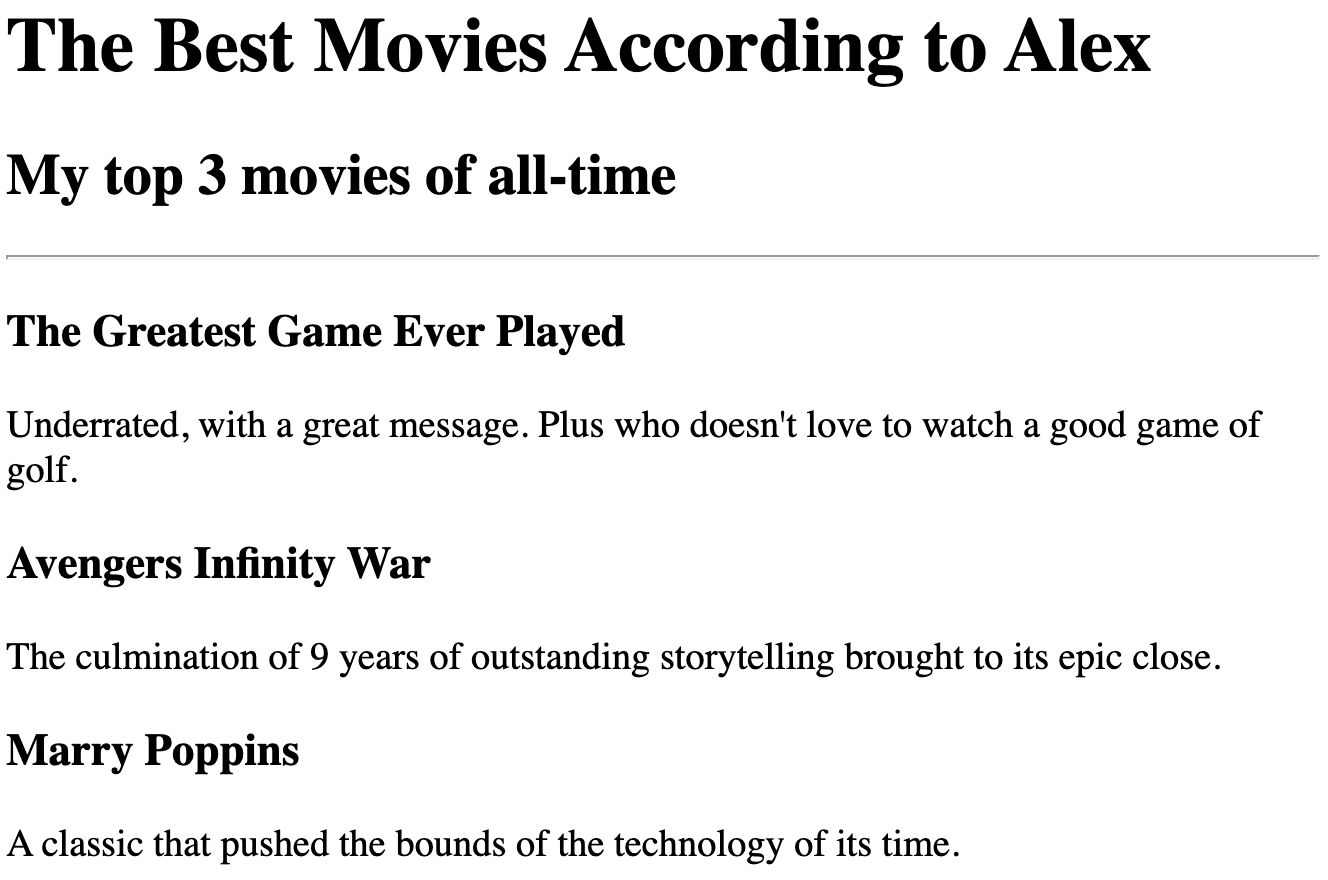 The Best Movies According to Alex
My top 3 movies of all-time
The Greatest Game Ever Played
Underrated, with a great message. Plus who doesn't love to watch a good game of
golf.
Avengers Infinity War
The culmination of 9 years of outstanding storytelling brought to its epic close.
Marry Poppins
A classic that pushed the bounds of the technology of its time.